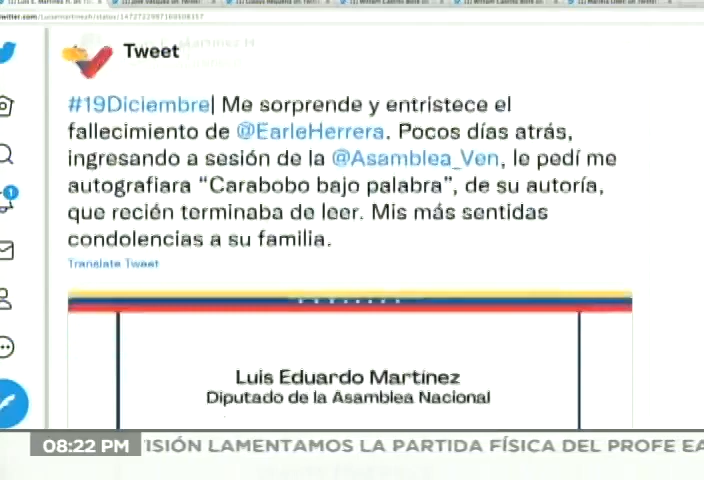 Tweet
#19Diciembre| Me sorprende y entristece el
fallecimiento de @EarleHerrera. Pocos días atrás,
ingresando a sesión de la @Asamblea_Ven, le pedí me
autografiara “Carabobo bajo palabra”, de su autoría,
que recién terminaba de leer. Mis más sentidas
condolencias a su familia.
Translate Tweet
Luis Eduardo Martínez
Diputado de la Asamblea Nacional
08:22 PM
ISIÓN LAMENTAMOS LA PARTIDA FÍSICA DEL PROFE EA